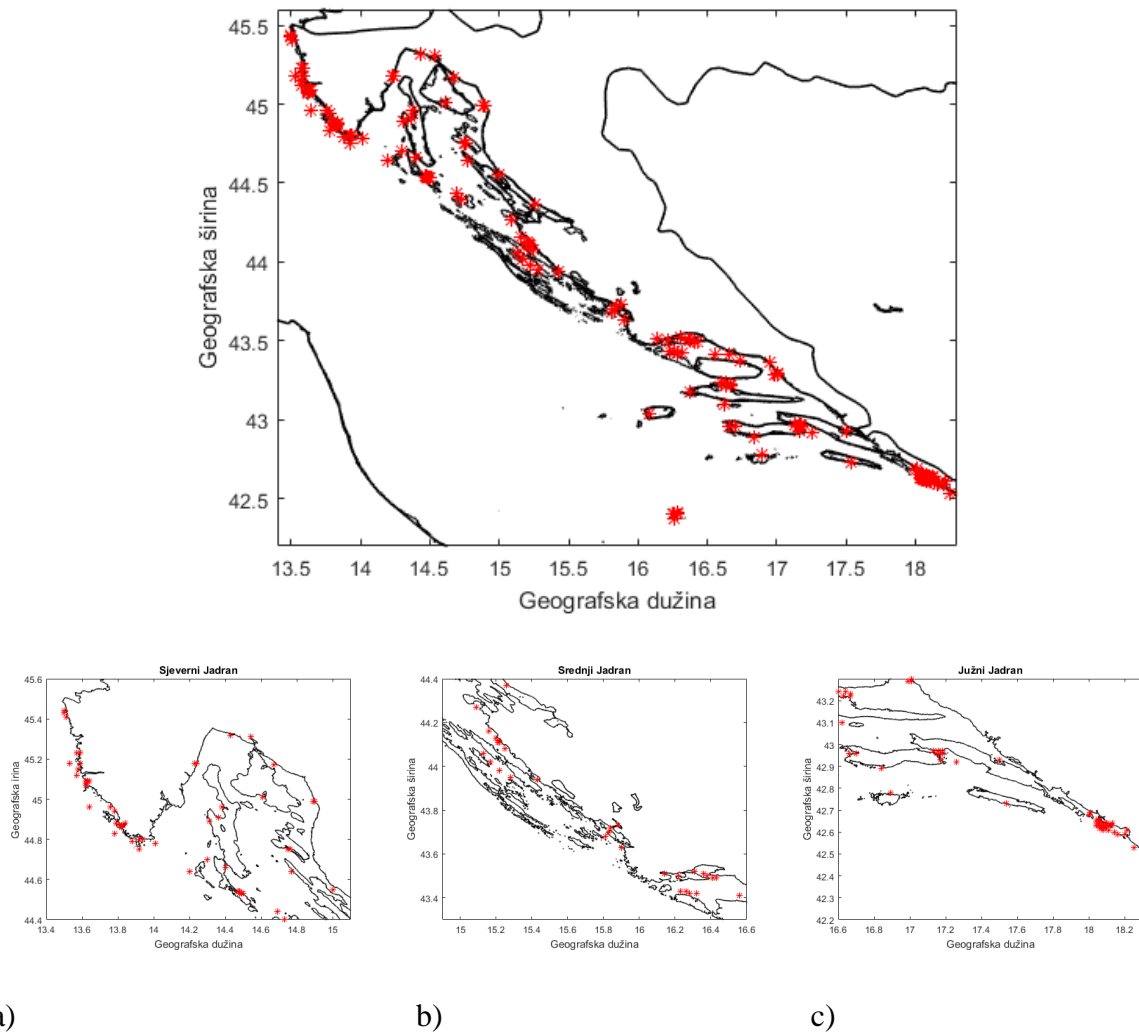 45.5
45
44.5
44
43.5
43
42.5
Geografska širina
13.5 14 14.5 15 15.5 16 16.5 17 17.5 18
Geografska dužina
Sjeverni Jadran
45.6
45.4
45.2
45
44.8
44.6
44.4
Geografska širina
13.4 13.6 13.8 14 14.2 14.4 14.6 14.8 15
Geografska dužina
Srednji Jadran
44.4
44.2
44
43.8
43.6
43.4
Geografska širina
15 15.2 15.4 15.6 15.8 16 16.2 16.4 16.6
Geografska dužina
Južni Jadran
43.2
43.1
43
42.9
42.8
42.7
42.6
42.5
42.4
42.3
42.2
Geografska irina
16.6 16.8 17 17.2 17.4 17.6 17.8 18 18.2
Geografska dužina
a)
b)
c)